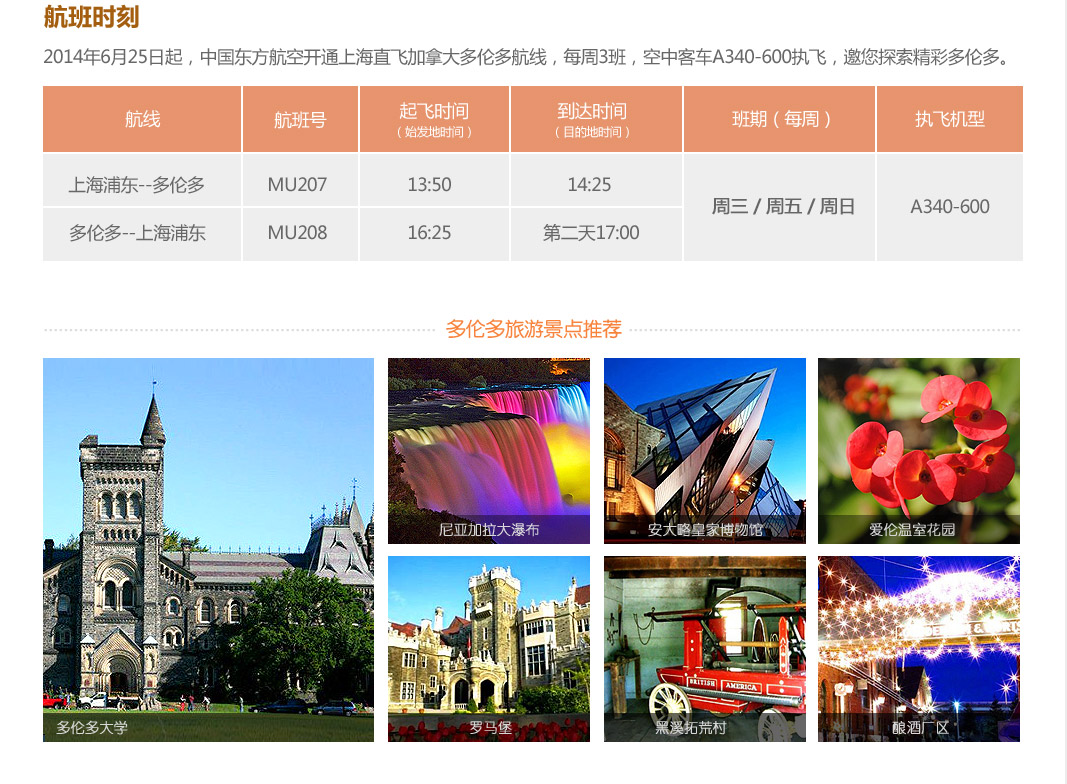 航班时刻
2014年6月25日起，中国东方航空开通上海直飞加拿大多伦多航线，每周3班，空中客车A340-600执飞，邀您探索精彩多伦多。
航线 航班号 起飞时间 到达时间 班期（每周） 执飞机型
（始发地时间） （目的地时间）
上海浦东--多伦多 MU207 13:50 14:25
周三 / 周五 / 周日 A340-600
多伦多--上海浦东 MU208 16:25 第二天17:00
多伦多旅游景点推荐
尼亚加拉大瀑布 安大略皇家博物馆 爱伦温室花园
BRITISH AMERICA
多伦多大学 罗马堡 黑溪拓荒村 酿酒厂区